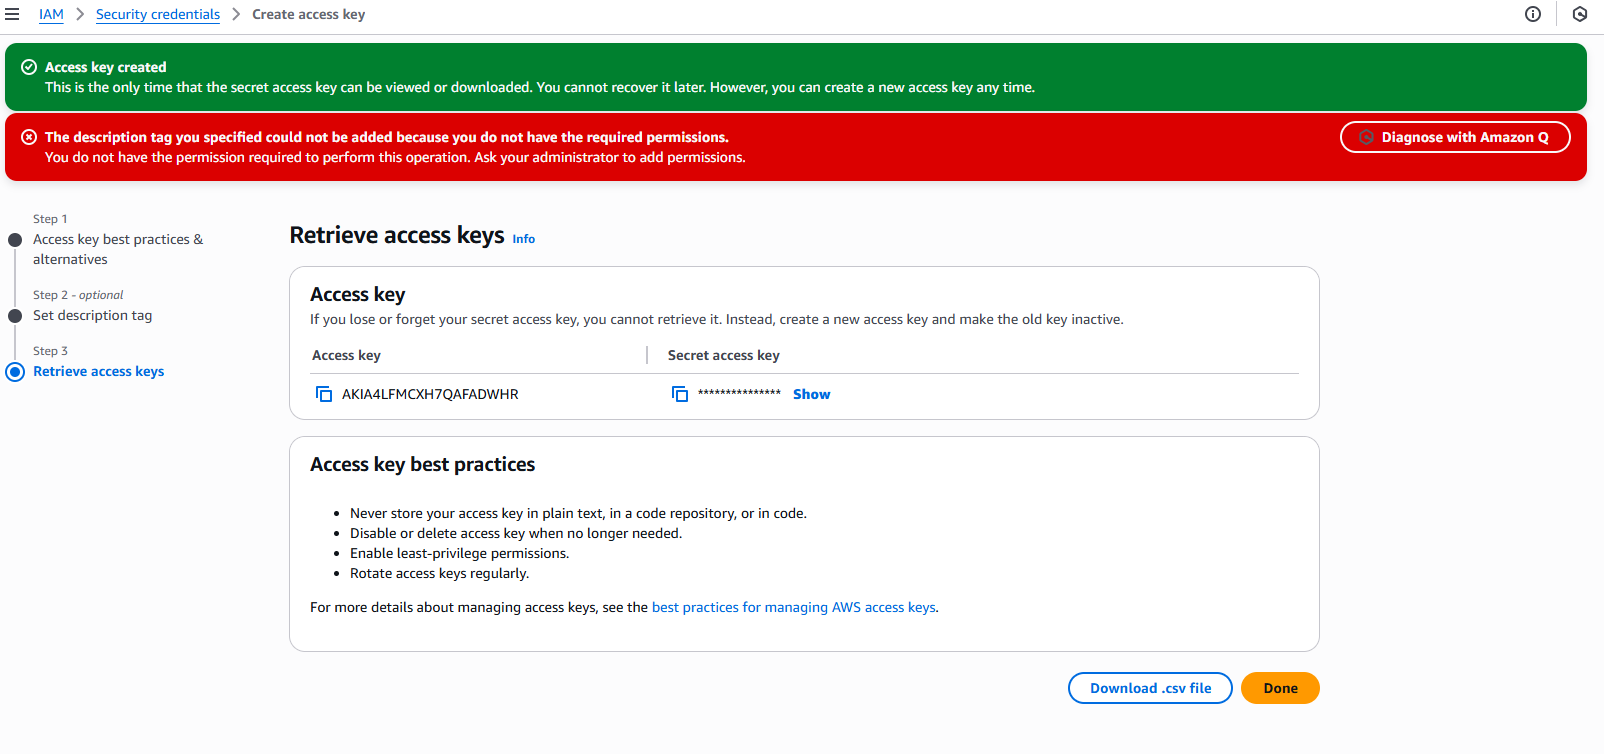 IAM > Security credentials > Create access key
Access key created
This is the only time that the secret access key can be viewed or downloaded. You cannot recover it later. However, you can create a new access key any time.
The description tag you specified could not be added because you do not have the required permissions.
You do not have the permission required to perform this operation. Ask your administrator to add permissions.
Diagnose with Amazon Q
Step 1
Access key best practices &
alternatives
Step 2 - optional
Set description tag
Step 3
Retrieve access keys
Retrieve access keys Info
Access key
If you lose or forget your secret access key, you cannot retrieve it. Instead, create a new access key and make the old key inactive.
Access key Secret access key
AKIA4LFMCXH7QAFADWHR *************** Show
Access key best practices
• Never store your access key in plain text, in a code repository, or in code.
• Disable or delete access key when no longer needed.
• Enable least-privilege permissions.
• Rotate access keys regularly.
For more details about managing access keys, see the best practices for managing AWS access keys.
Download .csv file Done